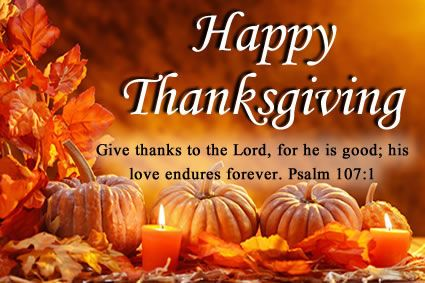 Happy
Thanksgiving
Give thanks to the Lord, for he is good; his
love endures forever. Psalm 107:1